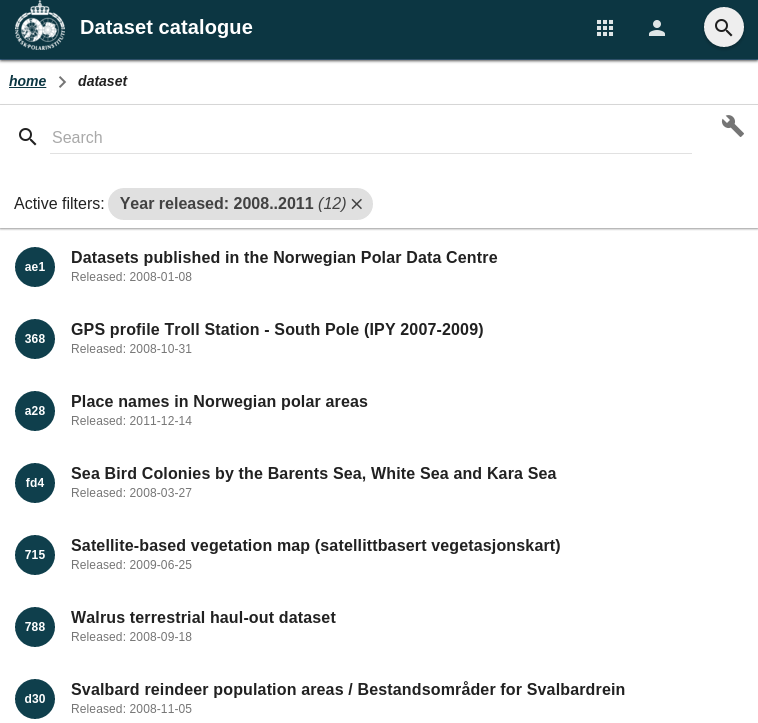 Dataset catalogue
home > dataset
Search
Active filters: Year released: 2008..2011 (12) ×
ae1
Datasets published in the Norwegian Polar Data Centre
Released: 2008-01-08
368
GPS profile Troll Station - South Pole (IPY 2007-2009)
Released: 2008-10-31
a28
Place names in Norwegian polar areas
Released: 2011-12-14
fd4
Sea Bird Colonies by the Barents Sea, White Sea and Kara Sea
Released: 2008-03-27
715
Satellite-based vegetation map (satellittbasert vegetasjonskart)
Released: 2009-06-25
788
Walrus terrestrial haul-out dataset
Released: 2008-09-18
d30
Svalbard reindeer population areas / Bestandsområder for Svalbardrein
Released: 2008-11-05